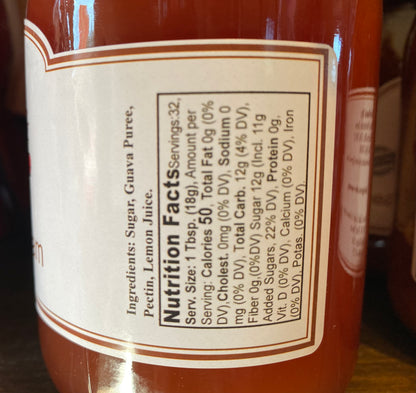 Ingredients: Sugar, Guava Puree,
Pectin, Lemon Juice.
Nutrition Facts Servings:32,
Serv. Size: 1 Tbsp, (18g), Amount per
Serving: Calories 50, Total Fat 0g (0%
DV), Cholest. 0mg (0% DV), Sodium 0
mg (0% DV), Total Carb. 12g (4% DV),
Fiber 0g,(0%DV) Sugar 12g (Incl. 11g
Added Sugars, 22% DV), Protein 0g,
Vit. D (0% DV), Calcium (0% DV), Iron
(0% DV), Potas. (0% DV).